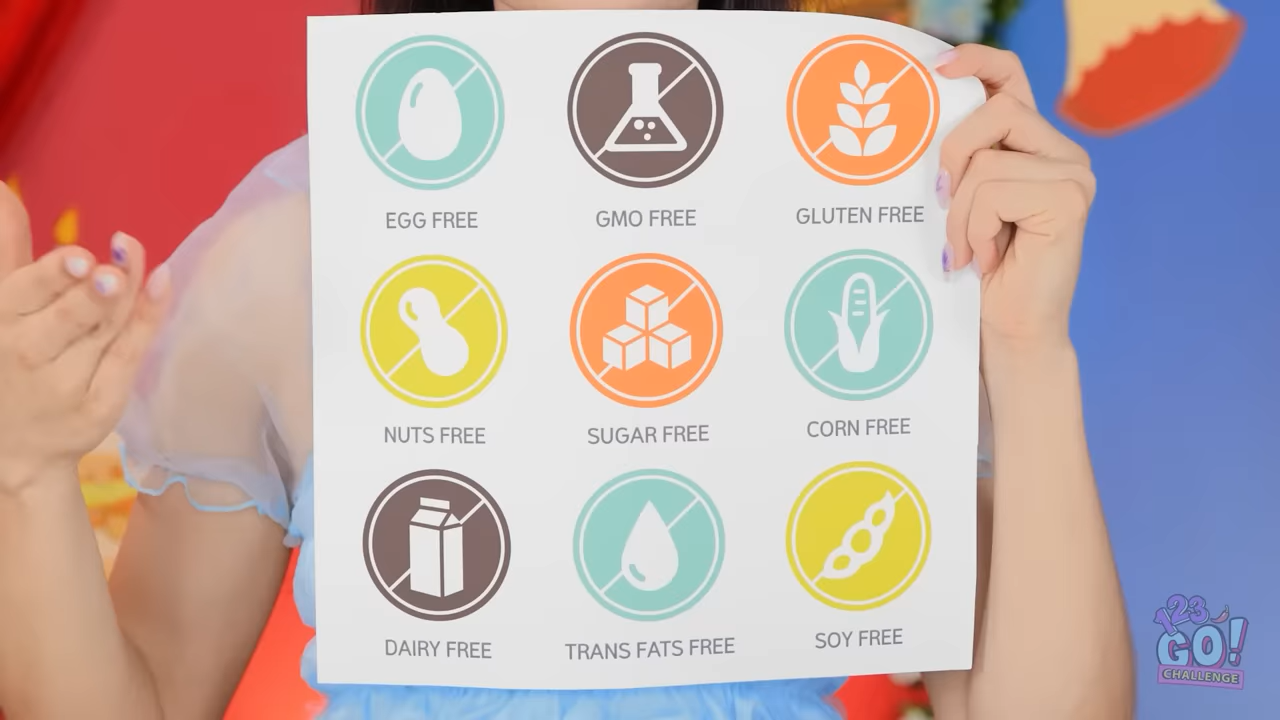 EGG FREE
GMO FREE
GLUTEN FREE
NUTS FREE
SUGAR FREE
CORN FREE
DAIRY FREE
TRANS FATS FREE
SOY FREE
123
GO!
CHALLENGE